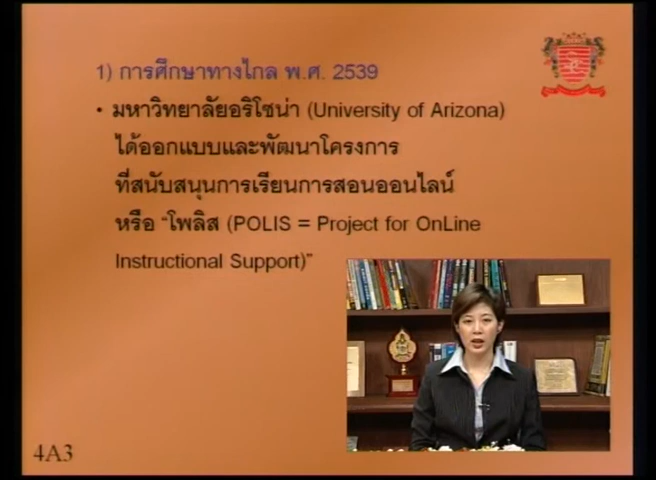 1) การศึกษาทางไกล พ.ศ. 2539
• มหาวิทยาลัยอริโซน่า (University of Arizona)
ได้ออกแบบและพัฒนาโครงการ
ที่สนับสนุนการเรียนการสอนออนไลน์
หรือ “โพลิส (POLIS = Project for OnLine
Instructional Support)”
4A3